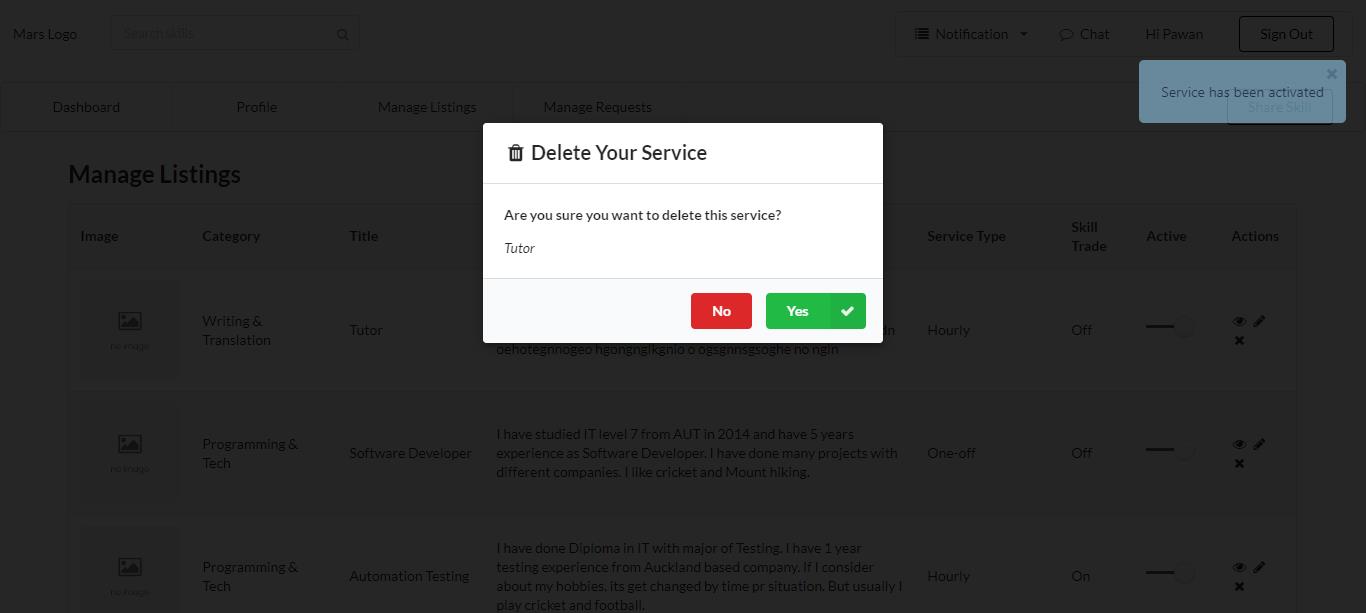 Mars Logo
Search skills
Notification
Chat
Hi Pawan
Sign Out
Service has been activated
Dashboard
Profile
Manage Listings
Manage Requests
Share Skill
Delete Your Service
Are you sure you want to delete this service?
Tutor
No
Yes
Manage Listings
Image
Category
Title
Service Type
Skill
Trade
Active
Actions
no image
Writing &
Translation
Tutor
oehotegnnogeo hgongnglkgnio o ogsgnnsgsoghe no ngin
Hourly
Off
no image
Programming &
Tech
Software Developer
I have studied IT level 7 from AUT in 2014 and have 5 years
experience as Software Developer. I have done many projects with
different companies. I like cricket and Mount hiking.
One-off
Off
no image
Programming &
Tech
Automation Testing
I have done Diploma in IT with major of Testing. I have 1 year
testing experience from Auckland based company. If I consider
about my hobbies, its get changed by time pr situation. But usually I
play cricket and football.
Hourly
On